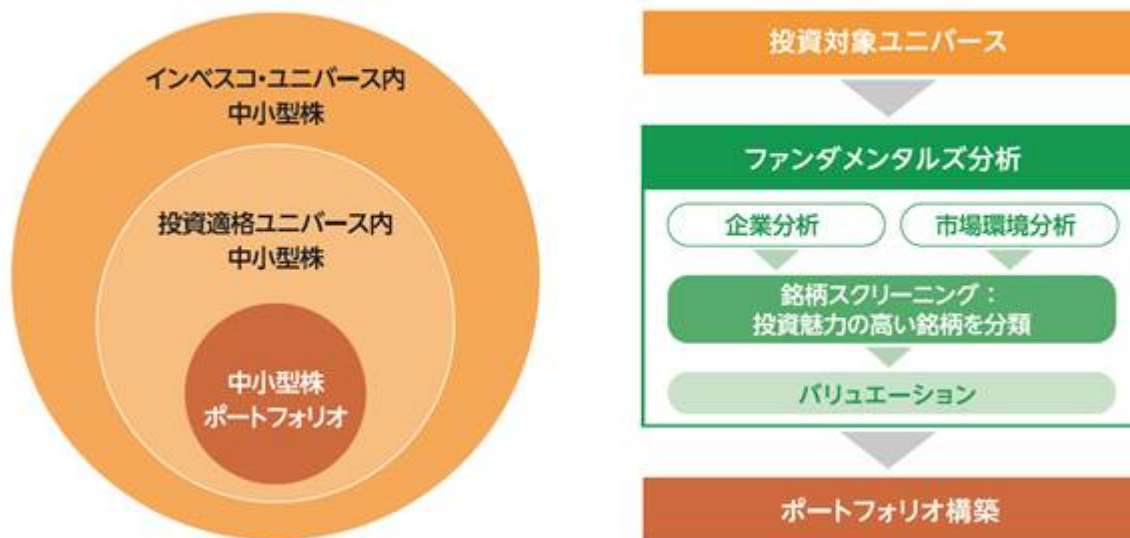 インベスコ・ユニバース内
中小型株
投資適格ユニバース内
中小型株
中小型株
ポートフォリオ
投資対象ユニバース
ファンダメンタルズ分析
企業分析
市場環境分析
銘柄スクリーニング：
投資魅力の高い銘柄を分類
バリュエーション
ポートフォリオ構築